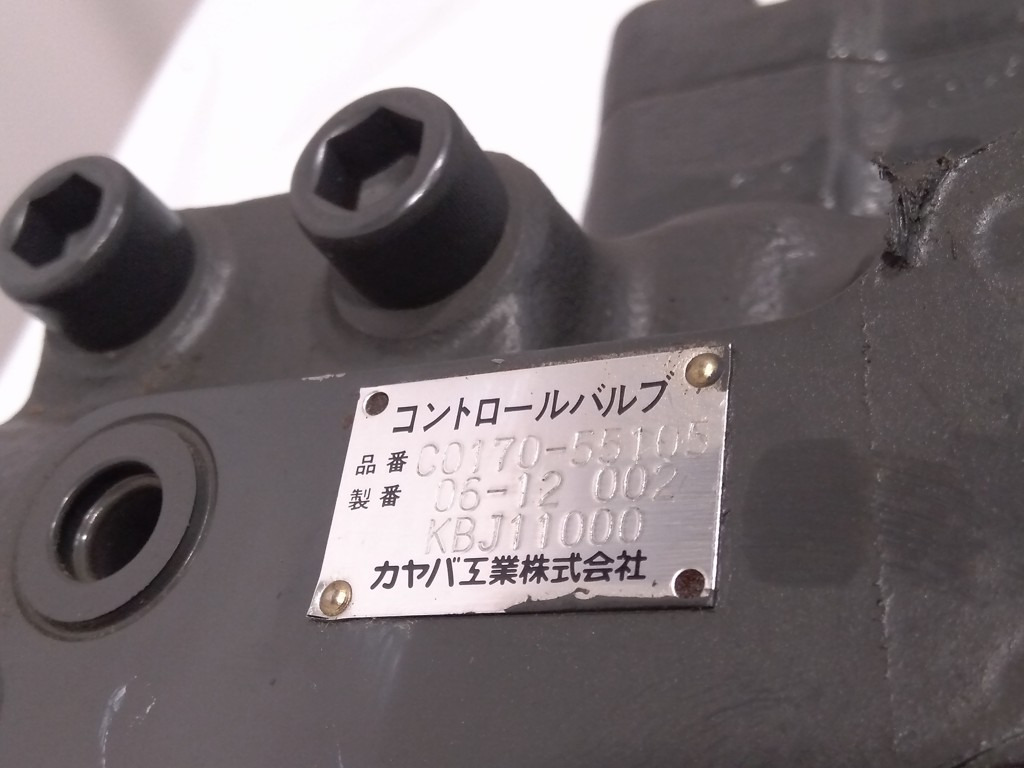 コントロールバルブ
品番 C0170-55105
製番 06-12 002
KBJ11000
カヤバ工業株式会社